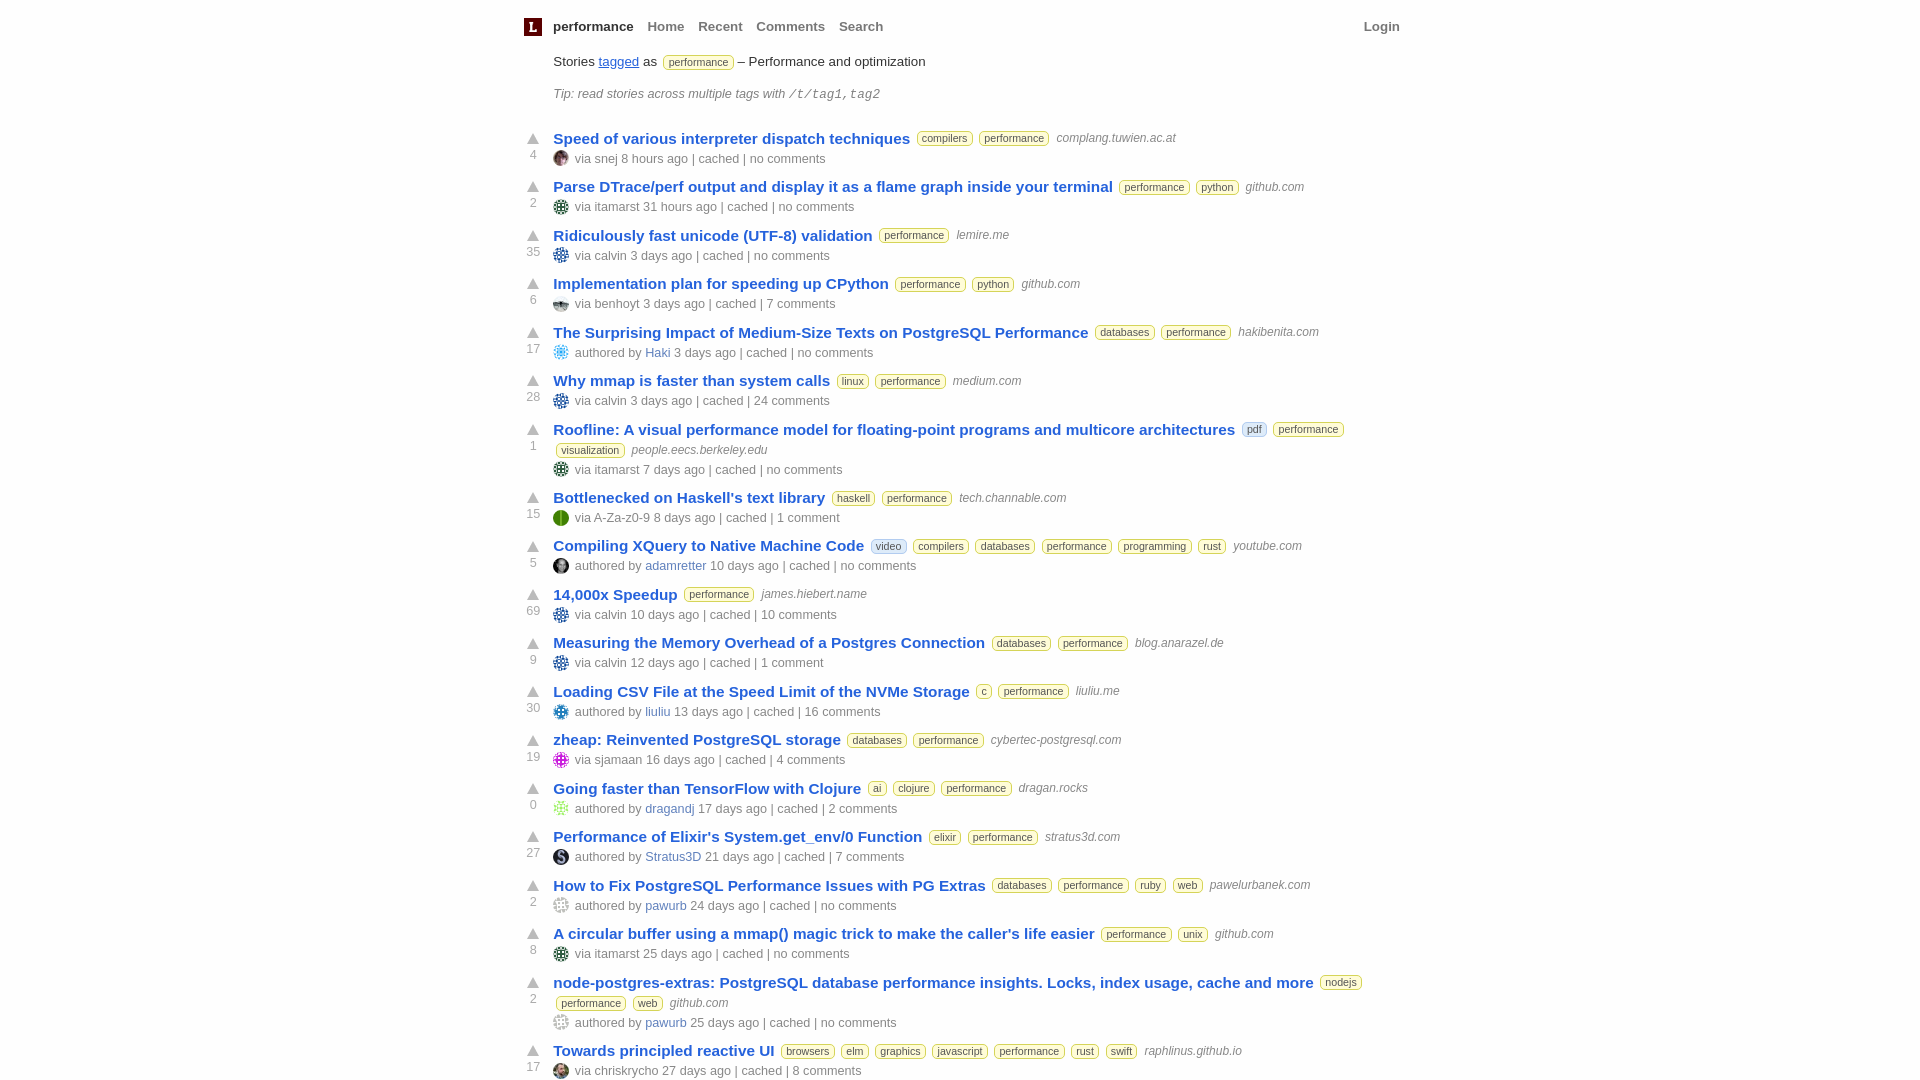 L performance Home Recent Comments Search Login
Stories tagged as performance – Performance and optimization
Tip: read stories across multiple tags with /t/tag1,tag2
Speed of various interpreter dispatch techniques compilers performance complang.tuwien.ac.at
4 via snej 8 hours ago | cached | no comments
Parse DTrace/perf output and display it as a flame graph inside your terminal performance python github.com
2 via itamarst 31 hours ago | cached | no comments
Ridiculously fast unicode (UTF-8) validation performance lemire.me
35 via calvin 3 days ago | cached | no comments
Implementation plan for speeding up CPython performance python github.com
6 via benhoyt 3 days ago | cached | 7 comments
The Surprising Impact of Medium-Size Texts on PostgreSQL Performance databases performance hakibenita.com
17 authored by Haki 3 days ago | cached | no comments
Why mmap is faster than system calls linux performance medium.com
28 via calvin 3 days ago | cached | 24 comments
Roofline: A visual performance model for floating-point programs and multicore architectures pdf performance
1 visualization people.eecs.berkeley.edu
via itamarst 7 days ago | cached | no comments
Bottlenecked on Haskell's text library haskell performance tech.channable.com
15 via A-Za-z0-9 8 days ago | cached | 1 comment
Compiling XQuery to Native Machine Code video compilers databases performance programming rust youtube.com
5 authored by adamretter 10 days ago | cached | no comments
14,000x Speedup performance james.hiebert.name
69 via calvin 10 days ago | cached | 10 comments
Measuring the Memory Overhead of a Postgres Connection databases performance blog.anarazel.de
9 via calvin 12 days ago | cached | 1 comment
Loading CSV File at the Speed Limit of the NVMe Storage c performance liuliu.me
30 authored by liuliu 13 days ago | cached | 16 comments
zheap: Reinvented PostgreSQL storage databases performance cybertec-postgresql.com
19 via sjamaan 16 days ago | cached | 4 comments
Going faster than TensorFlow with Clojure ai clojure performance dragan.rocks
0 authored by dragandj 17 days ago | cached | 2 comments
Performance of Elixir's System.get_env/0 Function elixir performance stratus3d.com
27 authored by Stratus3D 21 days ago | cached | 7 comments
How to Fix PostgreSQL Performance Issues with PG Extras databases performance ruby web pawelurbanek.com
2 authored by pawurb 24 days ago | cached | no comments
A circular buffer using a mmap() magic trick to make the caller's life easier performance unix github.com
8 via itamarst 25 days ago | cached | no comments
node-postgres-extras: PostgreSQL database performance insights. Locks, index usage, cache and more nodejs
2 performance web github.com
authored by pawurb 25 days ago | cached | no comments
Towards principled reactive UI browsers elm graphics javascript performance rust swift raphlinus.github.io
17 via chriskrycho 27 days ago | cached | 8 comments